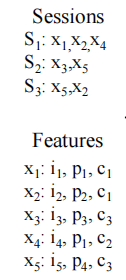 Sessions
S₁: x₁,x₂,x₄
S₂: x₃,x₅
S₃: x₅,x₂
Features
x₁: i₁, p₁, c₁
x₂: i₂, p₂, c₁
x₃: i₃, p₃, c₃
x₄: i₄, p₁, c₂
x₅: i₅, p₄, c₃